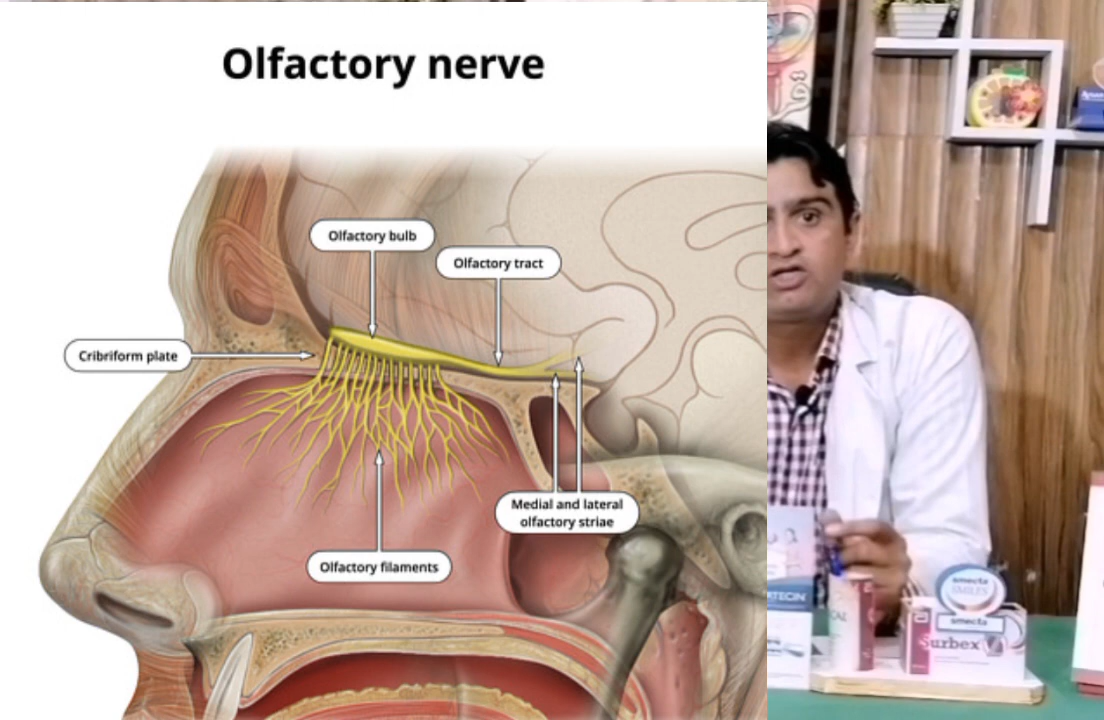 Olfactory nerve
Olfactory bulb
Olfactory tract
Cribriform plate
Medial and lateral
olfactory striae
Olfactory filaments
smecta
SMILES
smecta
Surbex